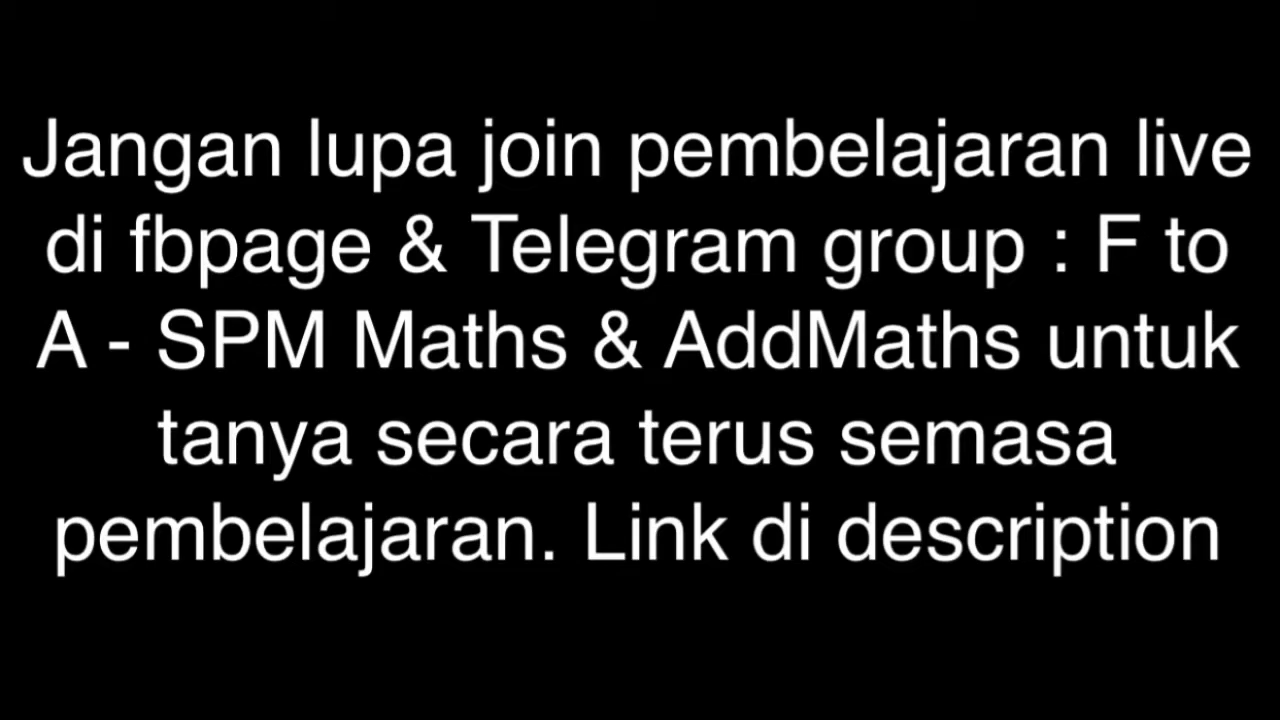 Jangan lupa join pembelajaran live
di fbpage & Telegram group : F to
A - SPM Maths & AddMaths untuk
tanya secara terus semasa
pembelajaran. Link di description